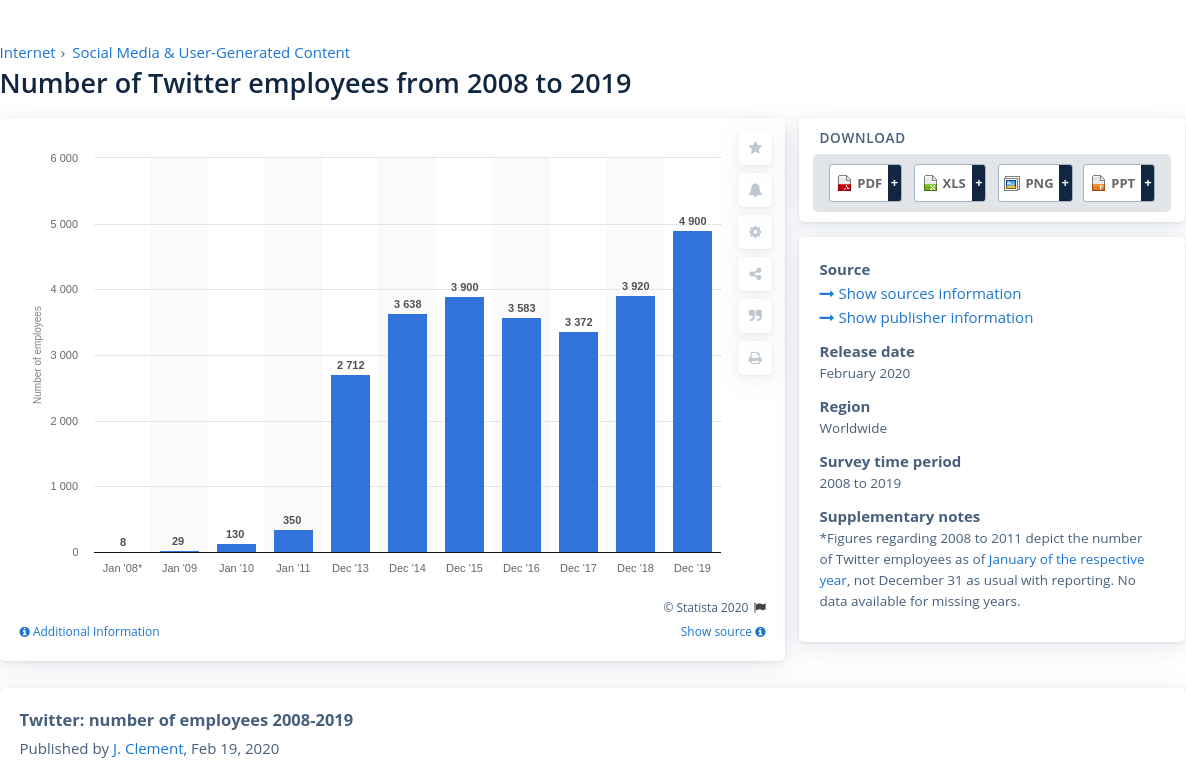 Internet › Social Media & User-Generated Content
Number of Twitter employees from 2008 to 2019
6 000
5 000
4 000
3 000
2 000
1 000
0
Number of employees
8
29
130
350
2 712
3 638
3 900
3 583
3 372
3 920
4 900
Jan '08*
Jan '09
Jan '10
Jan '11
Dec '13
Dec '14
Dec '15
Dec '16
Dec '17
Dec '18
Dec '19
© Statista 2020
Additional Information
Show source
DOWNLOAD
PDF +
XLS +
PNG +
PPT +
Source
Show sources information
Show publisher information
Release date
February 2020
Region
Worldwide
Survey time period
2008 to 2019
Supplementary notes
*Figures regarding 2008 to 2011 depict the number
of Twitter employees as of January of the respective
year, not December 31 as usual with reporting. No
data available for missing years.
Twitter: number of employees 2008-2019
Published by J. Clement, Feb 19, 2020